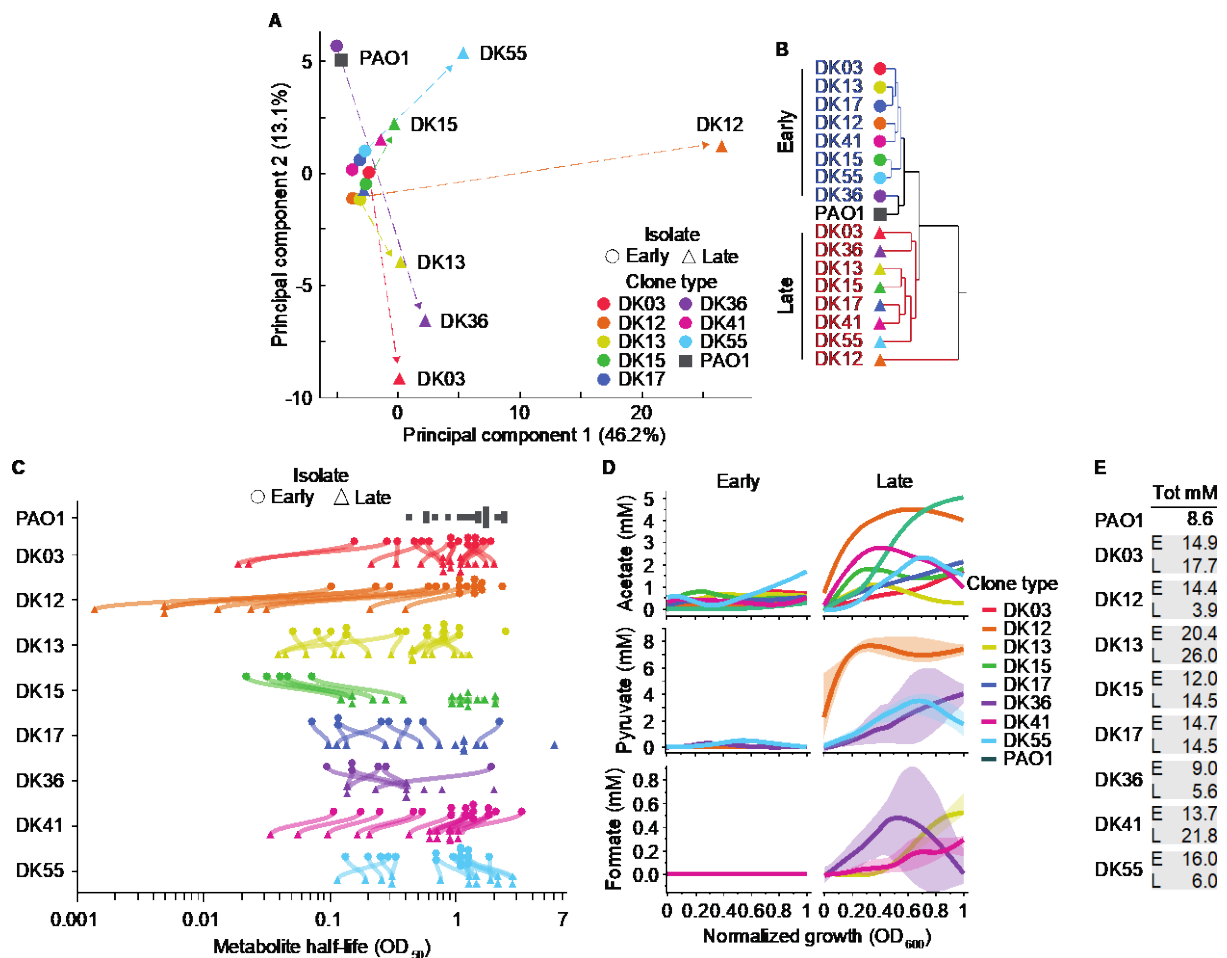 A
5
0
-5
-10
0
10
20
Principal component 2 (13.1%)
Principal component 1 (46.2%)
PAO1
DK55
DK15
DK12
DK13
DK36
DK03
Isolate
Early
Late
Clone type
DK03
DK36
DK12
DK41
DK13
DK55
DK15
PAO1
DK17
B
Early
DK03
DK13
DK17
DK12
DK41
DK15
DK55
DK36
PAO1
Late
DK03
DK36
DK13
DK15
DK17
DK41
DK55
DK12
C
Isolate
Early
Late
PAO1
DK03
DK12
DK13
DK15
DK17
DK36
DK41
DK55
0.001
0.01
0.1
1
7
Metabolite half-life (OD50)
D
Early
Late
Acetate (mM)
5
4
3
2
1
0
Pyruvate (mM)
8
6
4
2
0
Formate (mM)
0.8
0.6
0.4
0.2
0.0
0 0.2 0.4 0.6 0.8 1
0 0.2 0.4 0.6 0.8 1
Normalized growth (OD600)
Clone type
DK03
DK12
DK13
DK15
DK17
DK36
DK41
DK55
PAO1
E
Tot mM
PAO1 8.6
DK03
E 14.9
L 17.7
DK12
E 14.4
L 3.9
DK13
E 20.4
L 26.0
DK15
E 12.0
L 14.5
DK17
E 14.7
L 14.5
DK36
E 9.0
L 5.6
DK41
E 13.7
L 21.8
DK55
E 16.0
L 6.0